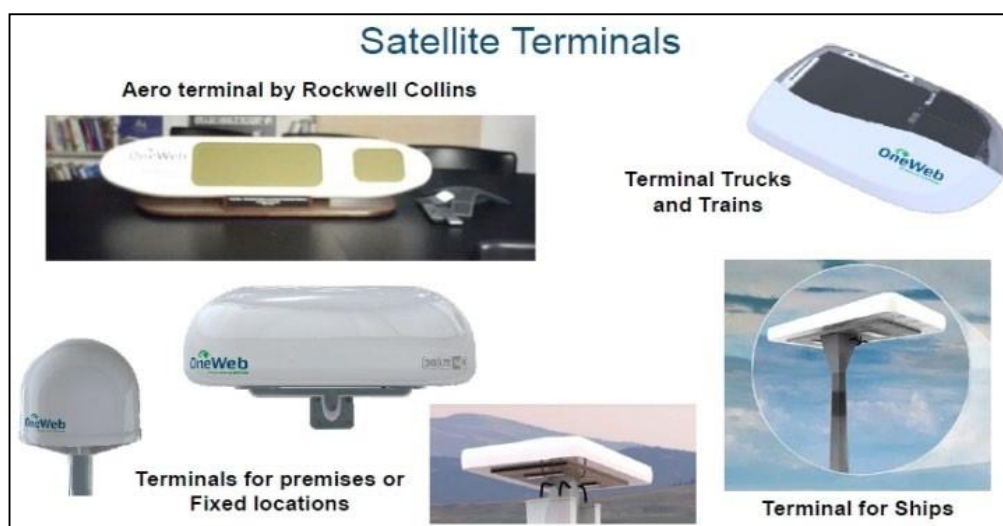 Satellite Terminals
Aero terminal by Rockwell Collins
OneWeb
OneWeb
Terminal Trucks
and Trains
OneWeb
OneWeb
Terminals for premises or
Fixed locations
Terminal for Ships